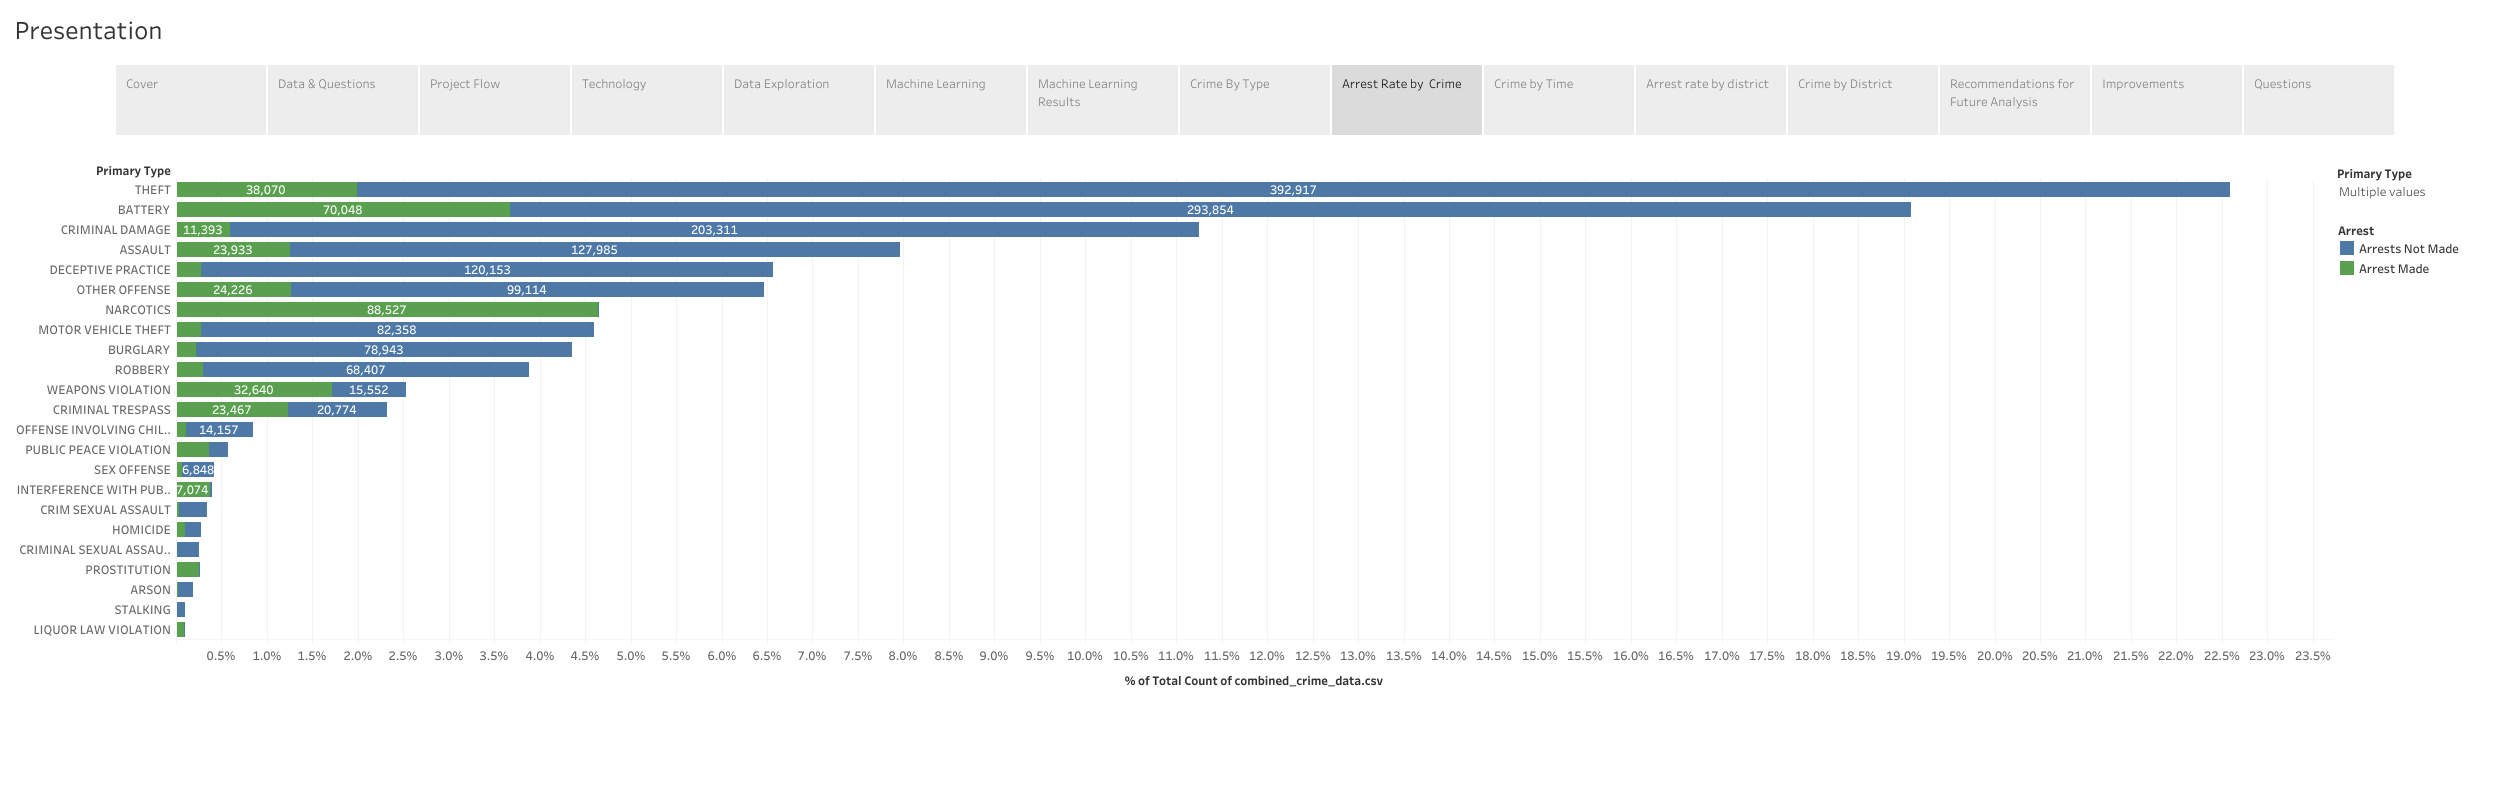 Presentation
Cover
Data & Questions
Project Flow
Technology
Data Exploration
Machine Learning
Machine Learning
Results
Crime By Type
Arrest Rate by  Crime
Crime by Time
Arrest rate by district
Crime by District
Recommendations for
Future Analysis
Improvements
Questions
Primary Type
THEFT 38,070 392,917
BATTERY 70,048 293,854
CRIMINAL DAMAGE 11,393 203,311
ASSAULT 23,933 127,985
DECEPTIVE PRACTICE 120,153
OTHER OFFENSE 24,226 99,114
NARCOTICS 88,527
MOTOR VEHICLE THEFT 82,358
BURGLARY 78,943
ROBBERY 68,407
WEAPONS VIOLATION 32,640 15,552
CRIMINAL TRESPASS 23,467 20,774
OFFENSE INVOLVING CHIL.. 14,157
PUBLIC PEACE VIOLATION
SEX OFFENSE 6,848
INTERFERENCE WITH PUB.. 7,074
CRIM SEXUAL ASSAULT
HOMICIDE
CRIMINAL SEXUAL ASSAU..
PROSTITUTION
ARSON
STALKING
LIQUOR LAW VIOLATION
0.5% 1.0% 1.5% 2.0% 2.5% 3.0% 3.5% 4.0% 4.5% 5.0% 5.5% 6.0% 6.5% 7.0% 7.5% 8.0% 8.5% 9.0% 9.5% 10.0% 10.5% 11.0% 11.5% 12.0% 12.5% 13.0% 13.5% 14.0% 14.5% 15.0% 15.5% 16.0% 16.5% 17.0% 17.5% 18.0% 18.5% 19.0% 19.5% 20.0% 20.5% 21.0% 21.5% 22.0% 22.5% 23.0% 23.5%
% of Total Count of combined_crime_data.csv
Primary Type
Multiple values
Arrest
Arrests Not Made
Arrest Made